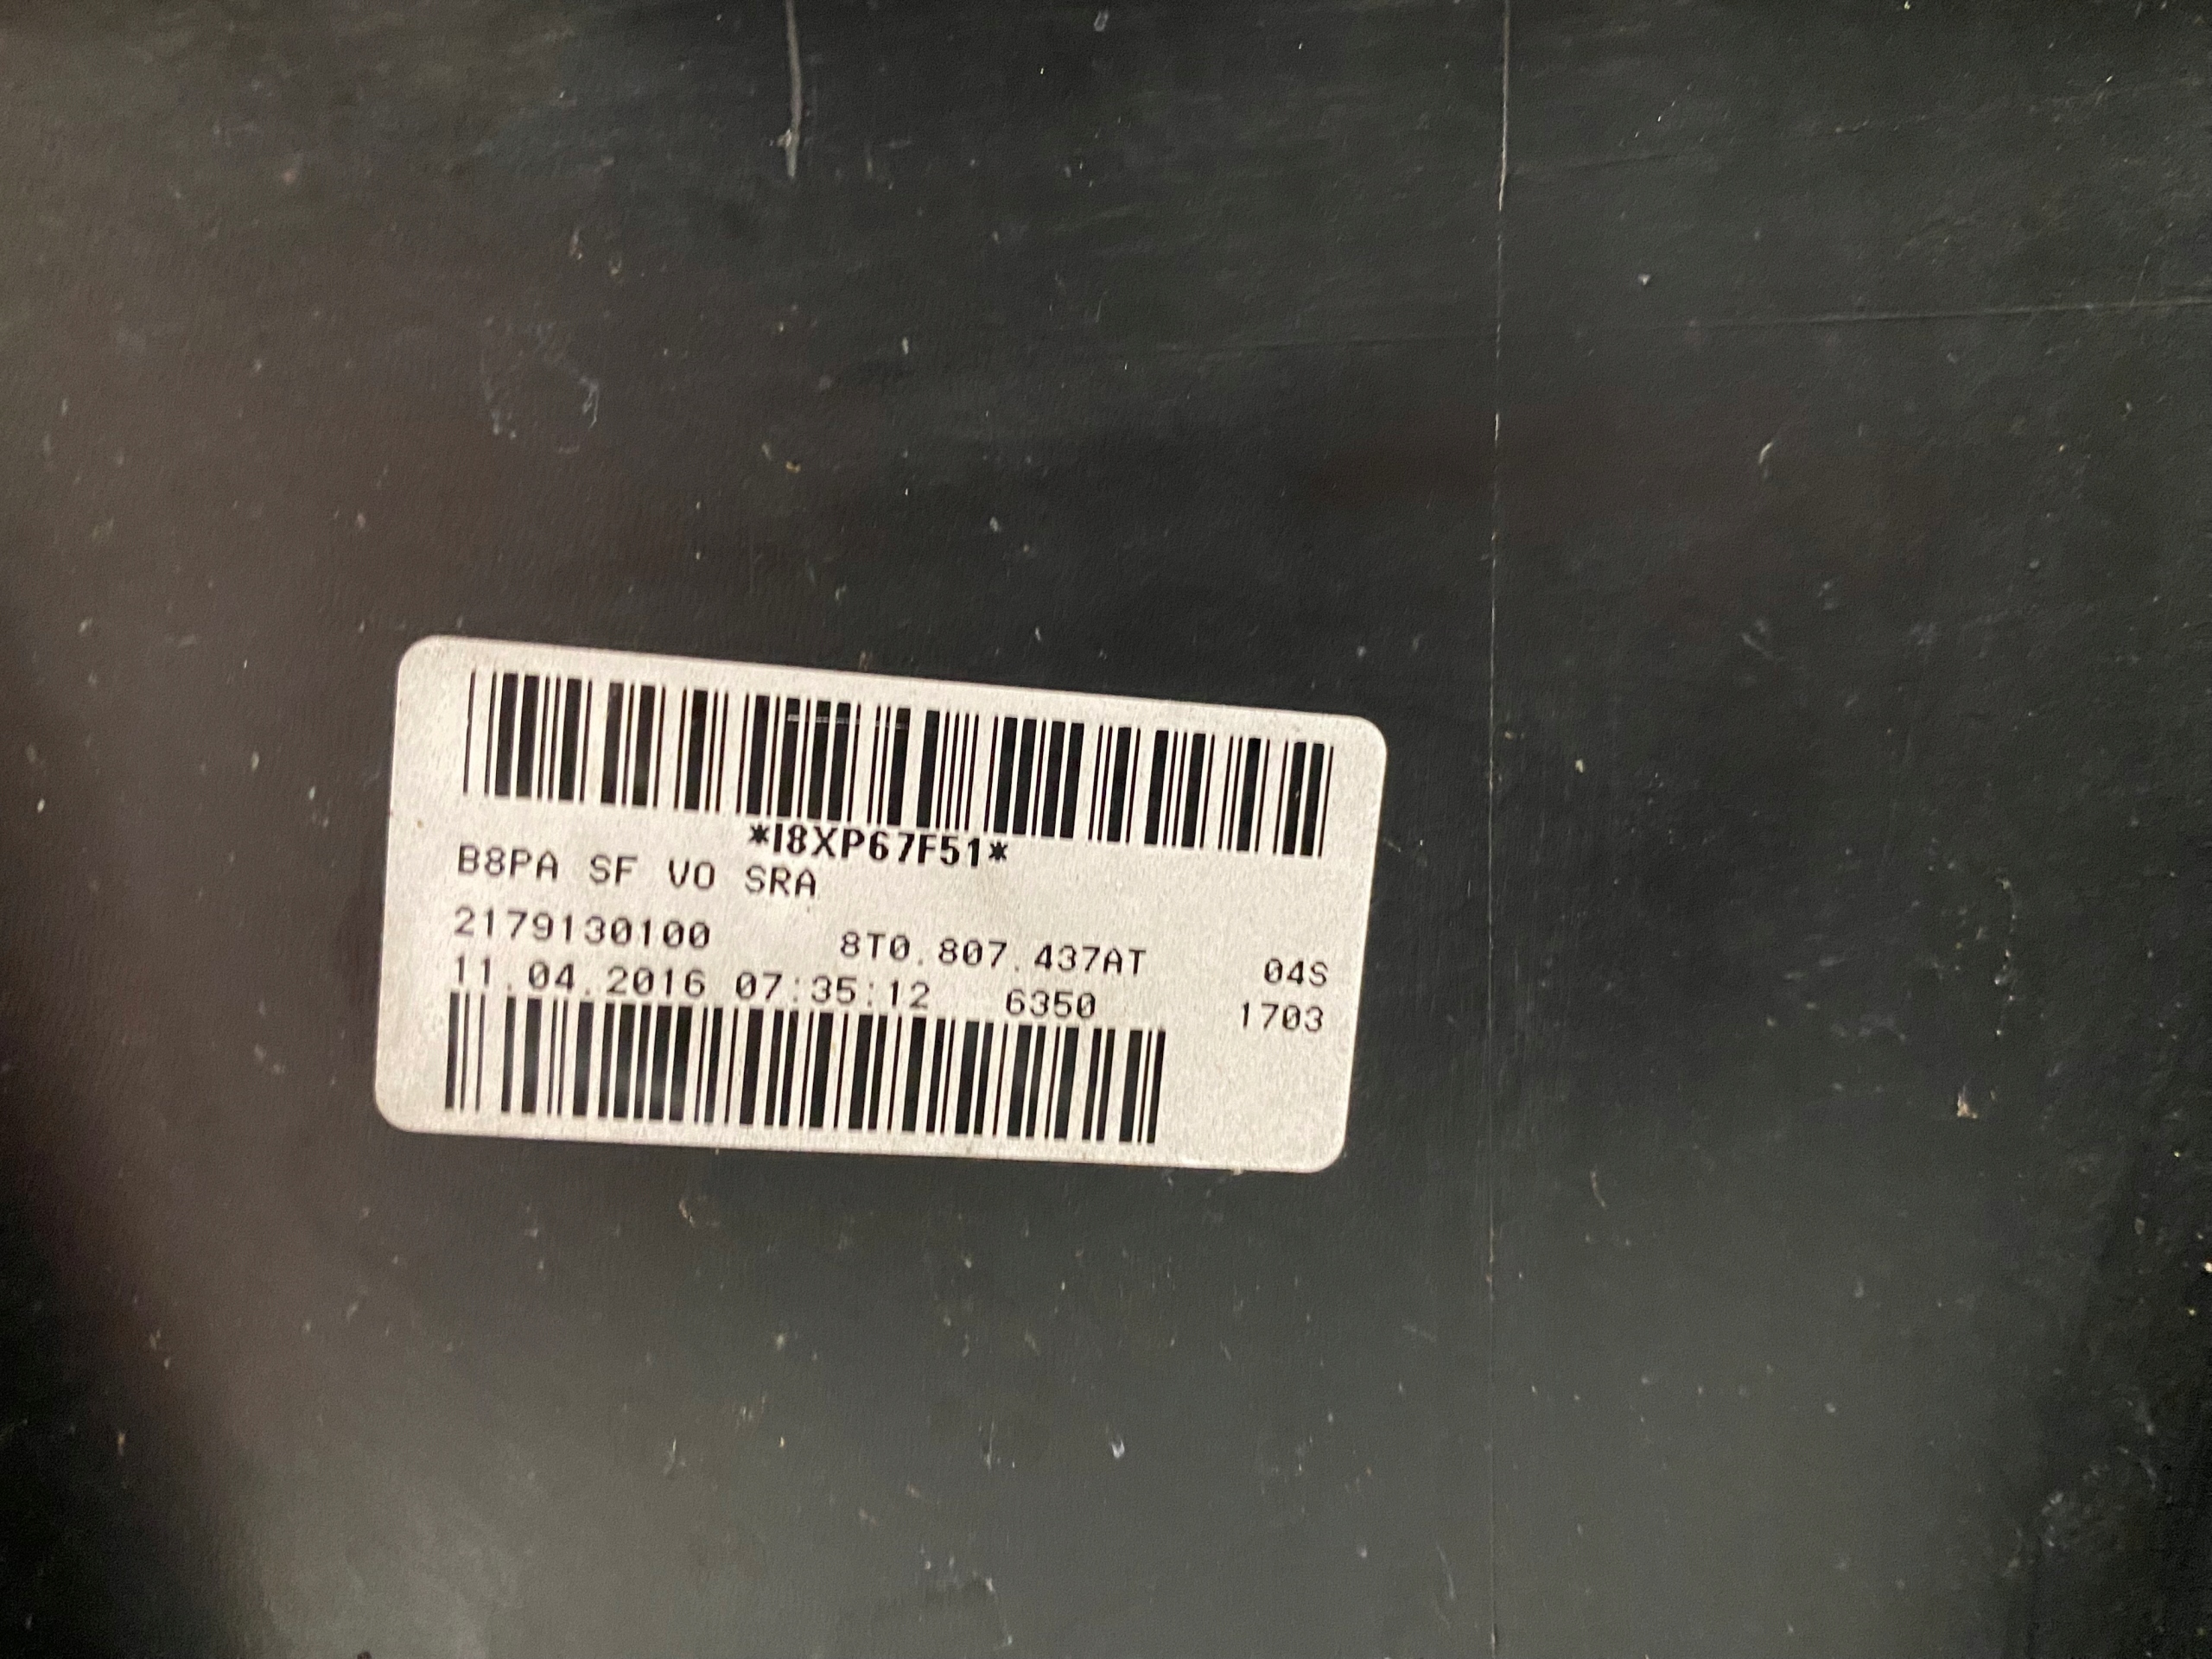 *I8XP67F51*
B8PA SF VO SRA
2179130100 8T0.807.437AT 04S
11.04.2016 07:35:12 6350 1703